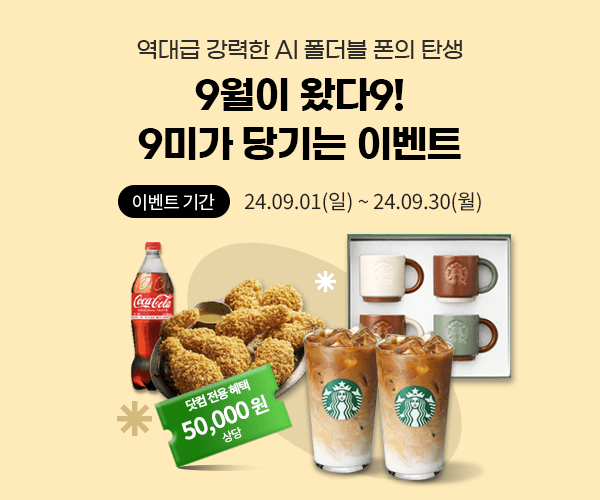 역대급 강력한 AI 폴더블 폰의 탄생
9월이 왔다9!
9미가 당기는 이벤트
이벤트 기간 24.09.01(일) ~ 24.09.30(월)
Coca-Cola
ORIGINAL TASTE
닷컴 전용 혜택
50,000 원
상당